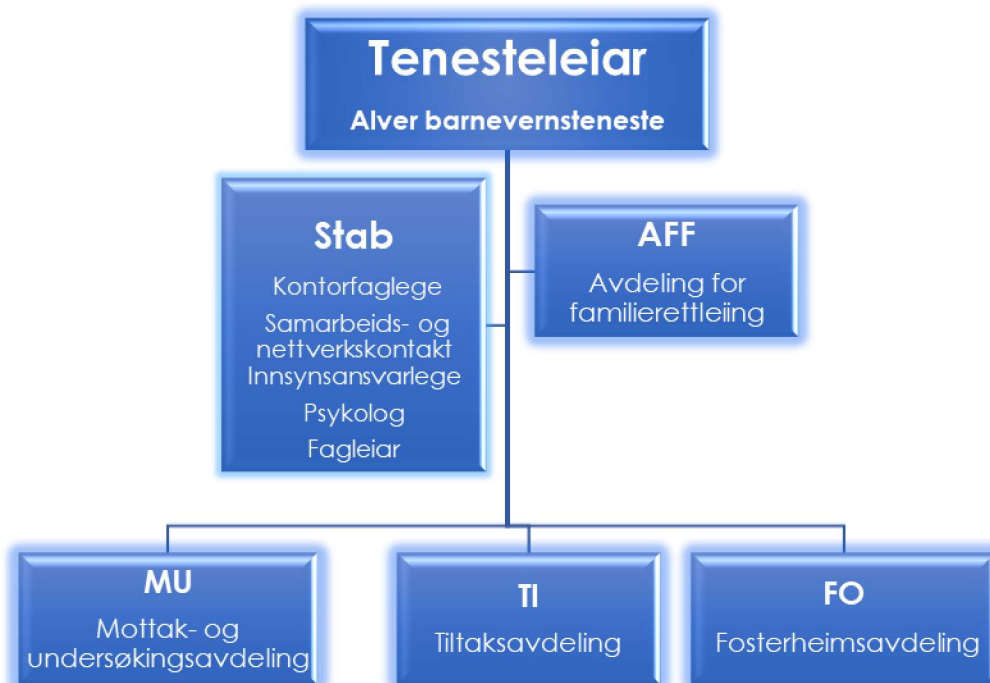 Tenesteleiar
Alver barnevernsteneste
Stab
Kontorfaglege
Samarbeids- og
nettverkskontakt
Innsynsansvarlege
Psykolog
Fagleiar
AFF
Avdeling for
familierettleiing
MU
Mottak- og
undersøkingsavdeling
TI
Tiltaksavdeling
FO
Fosterheimsavdeling